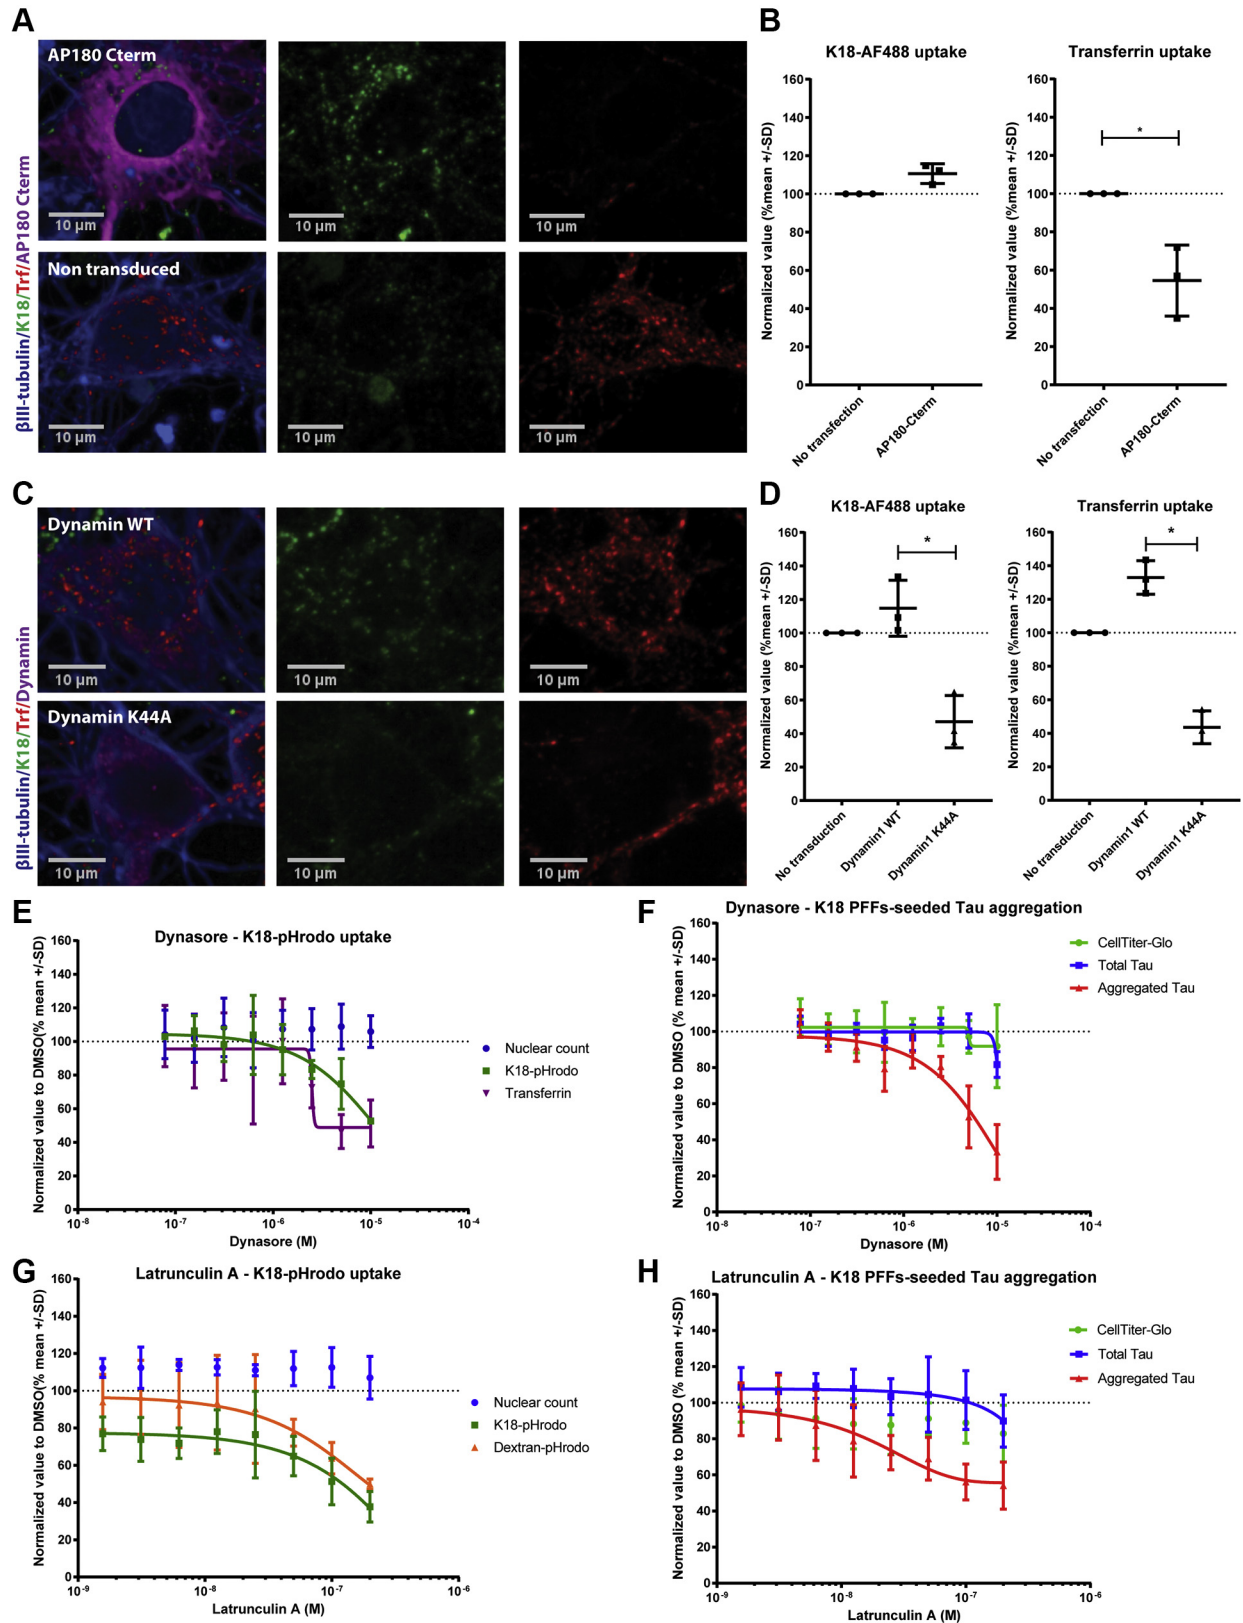 A
AP180 Cterm
10 µm
10 µm
10 µm
Non transduced
10 µm
10 µm
10 µm
βIII-tubulin/K18/Trf/AP180 Cterm
B
K18-AF488 uptake
Normalized value (%mean +/-SD)
160
140
120
100
80
60
40
20
0
No transfection
AP180-Cterm
Transferrin uptake
Normalized value (%mean +/-SD)
160
140
120
100
80
60
40
20
0
*
No transfection
AP180-Cterm
C
Dynamin WT
10 µm
10 µm
10 µm
Dynamin K44A
10 µm
10 µm
10 µm
βIII-tubulin/K18/Trf/Dynamin
D
K18-AF488 uptake
Normalized value (%mean +/-SD)
160
140
120
100
80
60
40
20
0
*
No transduction
Dynamin1 WT
Dynamin1 K44A
Transferrin uptake
Normalized value (%mean +/-SD)
160
140
120
100
80
60
40
20
0
*
No transduction
Dynamin1 WT
Dynamin1 K44A
E
Dynasore - K18-pHrodo uptake
Normalized value to DMSO(% mean +/-SD)
160
140
120
100
80
60
40
20
0
10-8
10-7
10-6
10-5
10-4
Dynasore (M)
Nuclear count
K18-pHrodo
Transferrin
F
Dynasore - K18 PFFs-seeded Tau aggregation
Normalized value to DMSO (% mean +/-SD)
160
140
120
100
80
60
40
20
0
10-8
10-7
10-6
10-5
10-4
Dynasore (M)
CellTiter-Glo
Total Tau
Aggregated Tau
G
Latrunculin A - K18-pHrodo uptake
Normalized value to DMSO(% mean +/-SD)
160
140
120
100
80
60
40
20
0
10-9
10-8
10-7
10-6
Latrunculin A (M)
Nuclear count
K18-pHrodo
Dextran-pHrodo
H
Latrunculin A - K18 PFFs-seeded Tau aggregation
Normalized value to DMSO (% mean +/-SD)
160
140
120
100
80
60
40
20
0
10-9
10-8
10-7
10-6
Latrunculin A (M)
CellTiter-Glo
Total Tau
Aggregated Tau